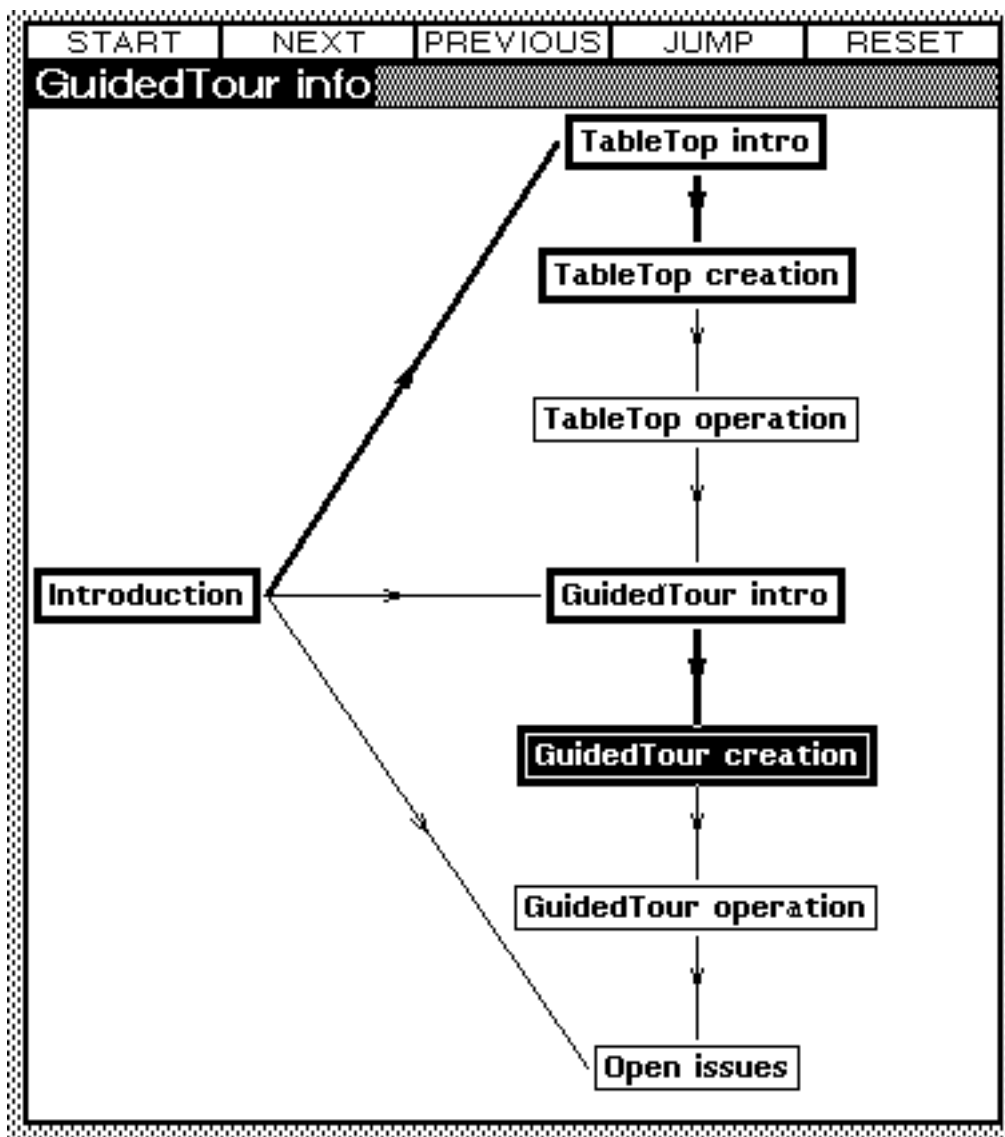 START NEXT PREVIOUS JUMP RESET
GuidedTour info
TableTop intro
TableTop creation
TableTop operation
Introduction GuidedTour intro
GuidedTour creation
GuidedTour operation
Open issues